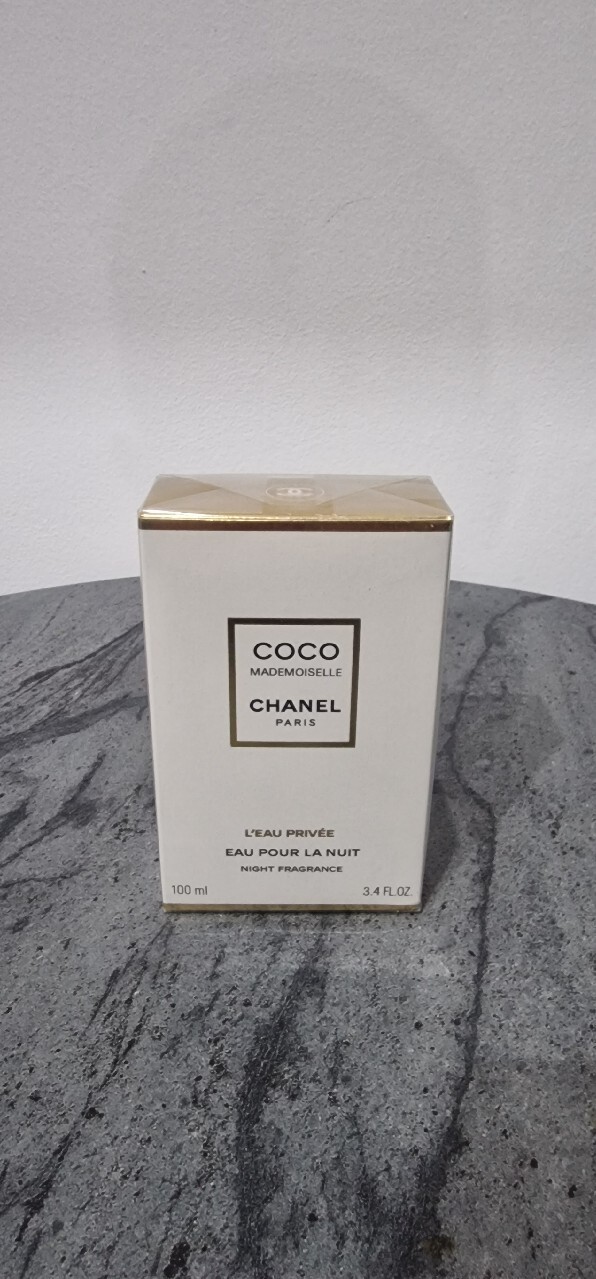 COCO
MADEMOISELLE
CHANEL
PARIS
L'EAU PRIVÉE
EAU POUR LA NUIT
NIGHT FRAGRANCE
100 ml 3.4 FL.OZ.